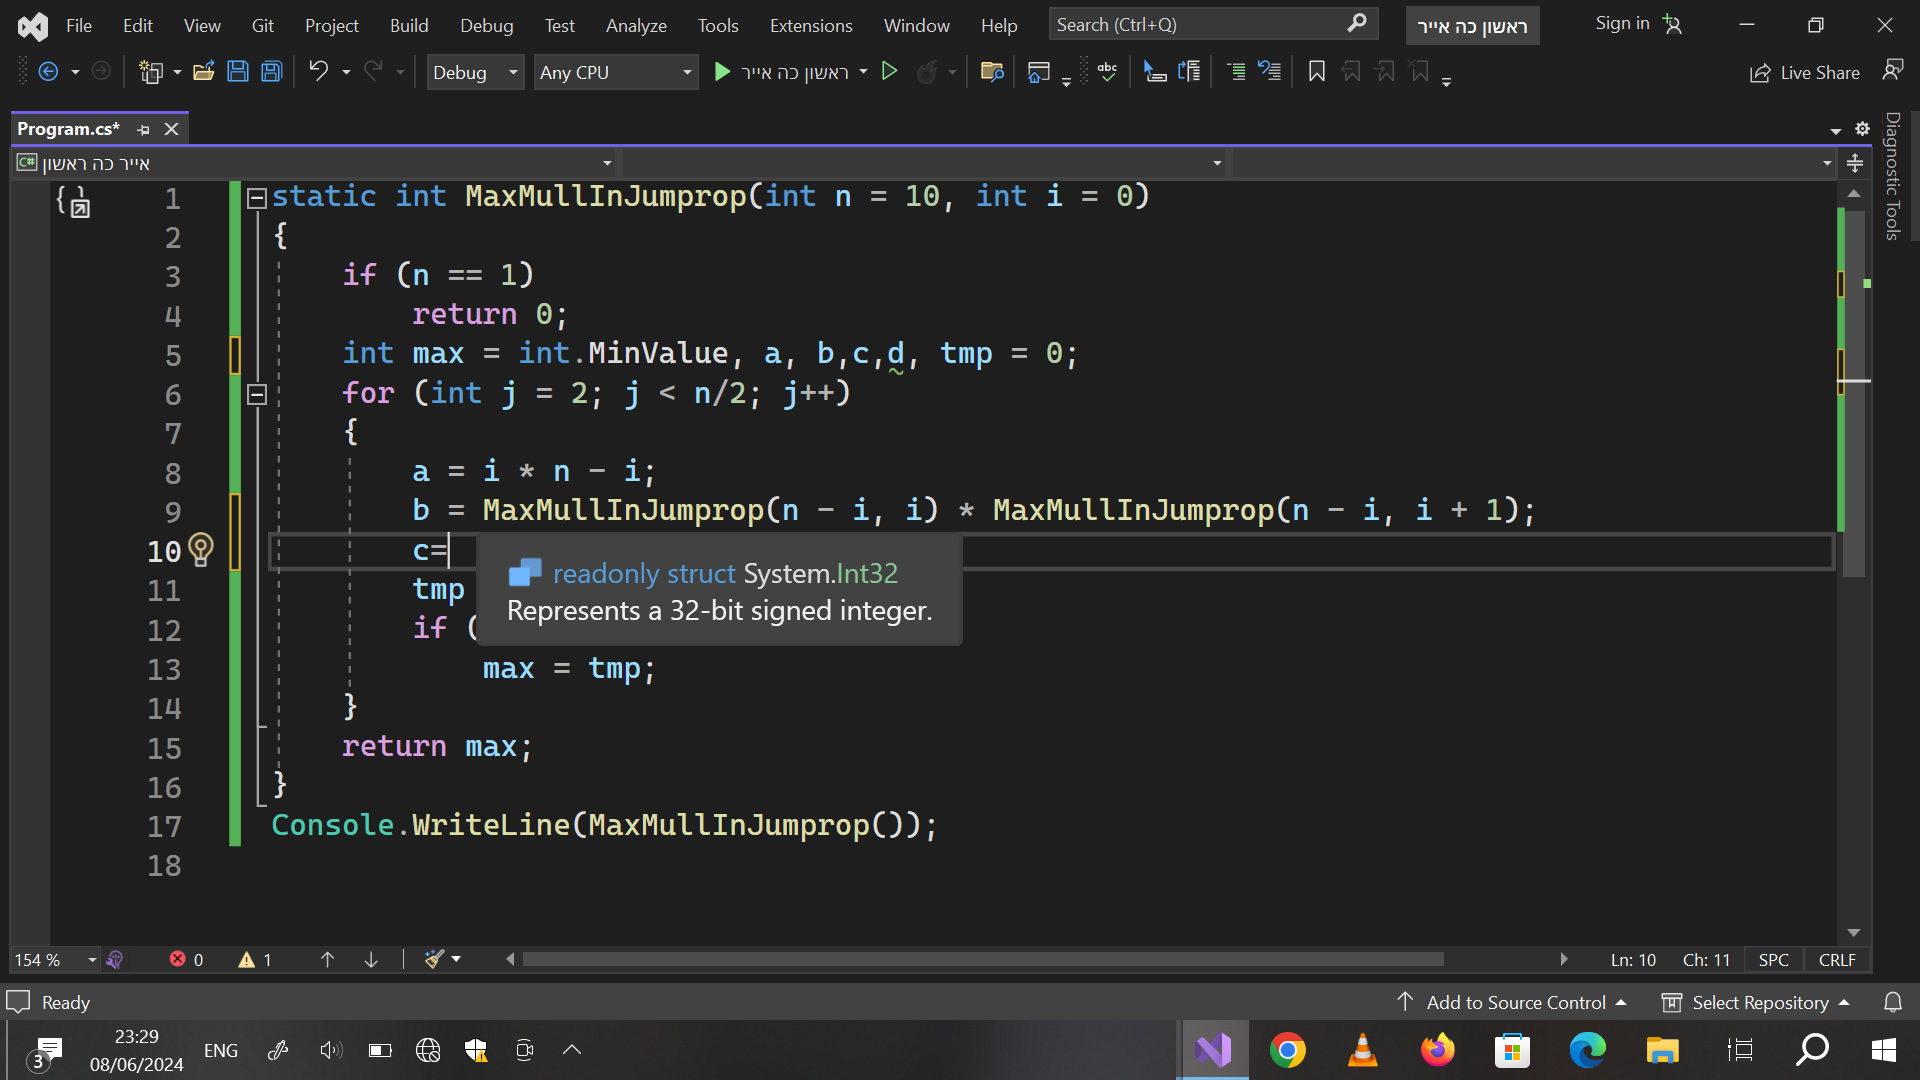 File Edit View Git Project Build Debug Test Analyze Tools Extensions Window Help Search (Ctrl+Q) ראשון כה אייר Sign in
Debug Any CPU ראשון כה אייר abc Live Share
Program.cs*
C# אייר כה ראשון
Diagnostic Tools
1 static int MaxMullInJumprop(int n = 10, int i = 0)
2 {
3 if (n == 1)
4 return 0;
5 int max = int.MinValue, a, b,c,d, tmp = 0;
6 for (int j = 2; j < n/2; j++)
7 {
8 a = i * n - i;
9 b = MaxMullInJumprop(n - i, i) * MaxMullInJumprop(n - i, i + 1);
10 c=
readonly struct System.Int32
11 tmp
Represents a 32-bit signed integer.
12 if (
13 max = tmp;
14 }
15 return max;
16 }
17 Console.WriteLine(MaxMullInJumprop());
18
154 % 0 1 Ln: 10 Ch: 11 SPC CRLF
Ready Add to Source Control Select Repository
3 23:29 ENG
08/06/2024